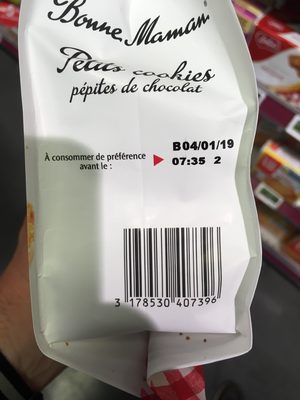 Bonne Maman
Petits cookies
pépites de chocolat
B04/01/19
À consommer de préférence
avant le :
07:35 2
3 178530 407396